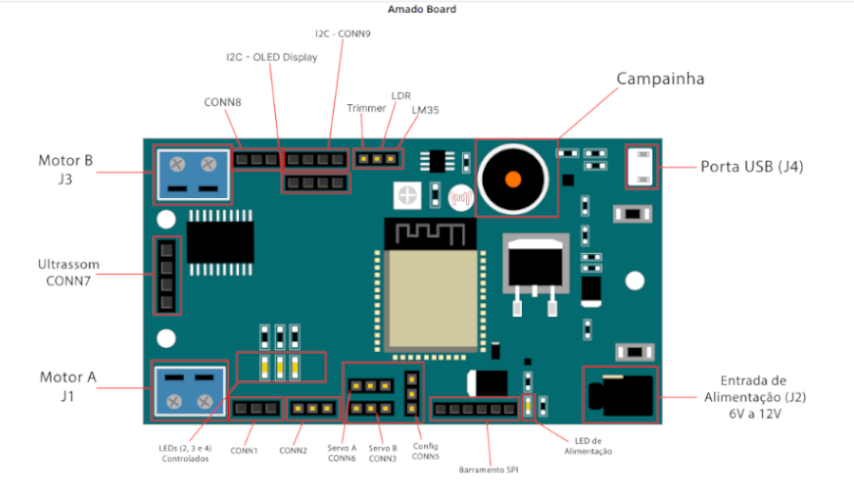 Amado Board
I2C - CONN9
I2C - OLED Display
CONN8
Trimmer
LDR
LM35
Campainha
Motor B
J3
Porta USB (J4)
Ultrassom
CONN7
Motor A
J1
Entrada de
Alimentação (J2)
6V a 12V
LEDs (2, 3 e 4)
Controlados
CONN1
CONN2
Servo A
CONN6
Servo B
CONN3
Config
CONN5
Barramento SPI
LED de
Alimentação